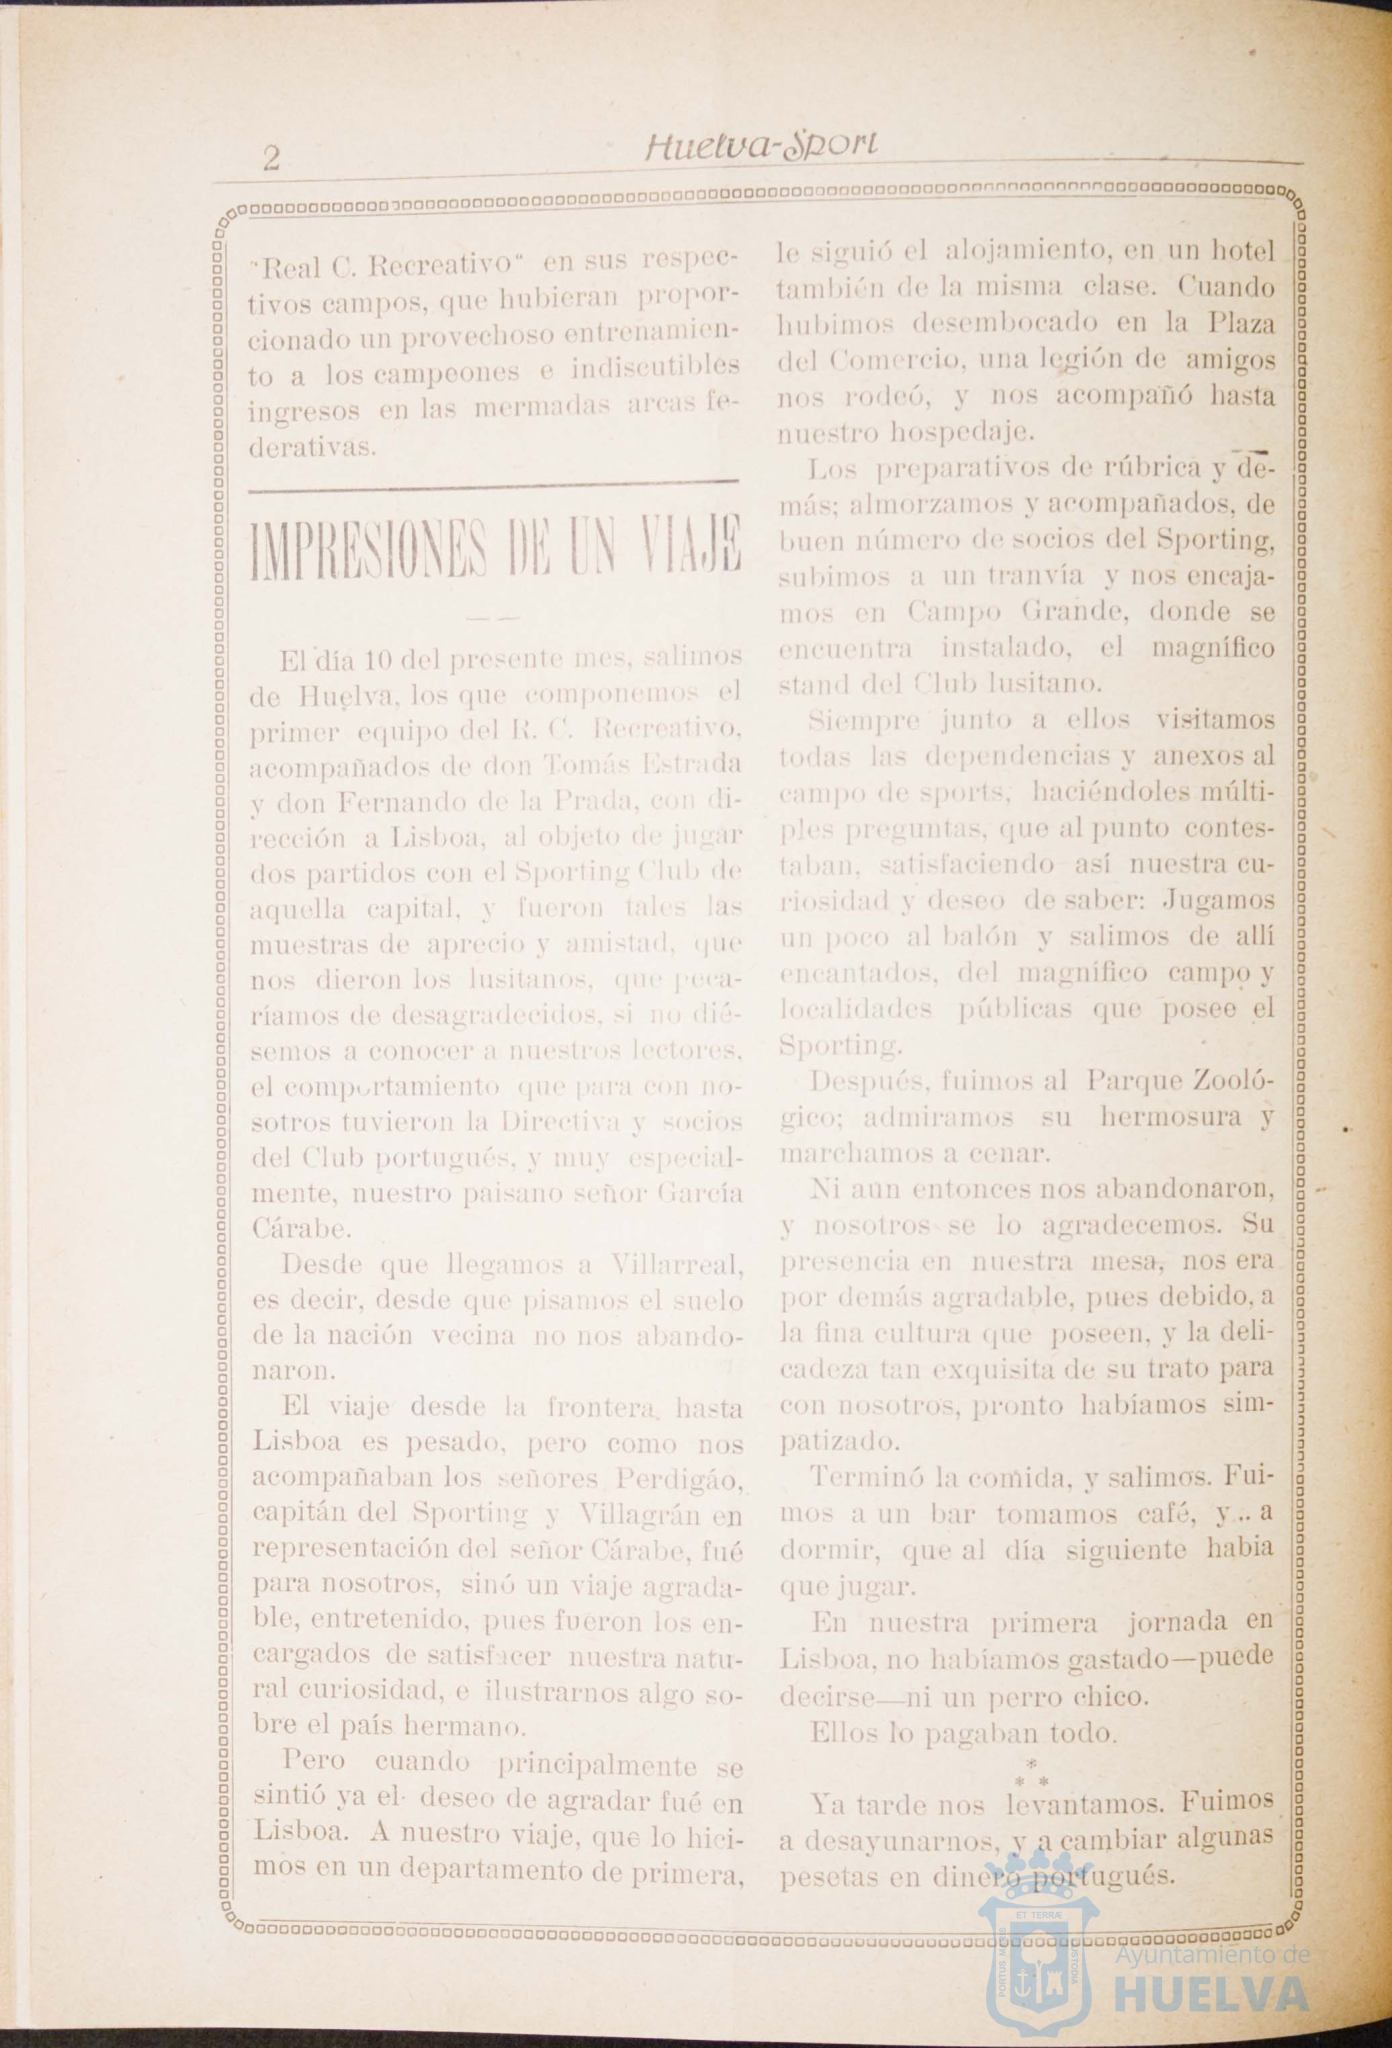 2
Huelva-Sport
"Real C. Recreativo" en sus respec-
tivos campos, que hubieran propor-
cionado un provechoso entrenamien-
to a los campeones e indiscutibles
ingresos en las mermadas arcas fe-
derativas.
IMPRESIONES DE UN VIAJE
El día 10 del presente mes, salimos
de Huelva, los que componemos el
primer equipo del R. C. Recreativo,
acompañados de don Tomás Estrada
y don Fernando de la Prada, con di-
rección a Lisboa, al objeto de jugar
dos partidos con el Sporting Club de
aquella capital, y fueron tales las
muestras de aprecio y amistad, que
nos dieron los lusitanos, que peca-
ríamos de desagradecidos, si no dié-
semos a conocer a nuestros lectores,
el comportamiento que para con no-
sotros tuvieron la Directiva y socios
del Club portugués, y muy especial-
mente, nuestro paisano señor García
Cárabe.
Desde que llegamos a Villarreal,
es decir, desde que pisamos el suelo
de la nación vecina no nos abando-
naron.
El viaje desde la frontera hasta
Lisboa es pesado, pero como nos
acompañaban los señores Perdigáo,
capitán del Sporting y Villagrán en
representación del señor Cárabe, fué
para nosotros, sinó un viaje agrada-
ble, entretenido, pues fueron los en-
cargados de satisfacer nuestra natu-
ral curiosidad, e ilustrarnos algo so-
bre el país hermano.
Pero cuando principalmente se
sintió ya el deseo de agradar fué en
Lisboa. A nuestro viaje, que lo hici-
mos en un departamento de primera,
le siguió el alojamiento, en un hotel
también de la misma clase. Cuando
hubimos desembocado en la Plaza
del Comercio, una legión de amigos
nos rodeó, y nos acompañó hasta
nuestro hospedaje.
Los preparativos de rúbrica y de-
más; almorzamos y acompañados, de
buen número de socios del Sporting,
subimos a un tranvía y nos encaja-
mos en Campo Grande, donde se
encuentra instalado, el magnífico
stand del Club lusitano.
Siempre junto a ellos visitamos
todas las dependencias y anexos al
campo de sports, haciéndoles múlti-
ples preguntas, que al punto contes-
taban, satisfaciendo así nuestra cu-
riosidad y deseo de saber: Jugamos
un poco al balón y salimos de allí
encantados, del magnífico campo y
localidades públicas que posee el
Sporting.
Después, fuimos al Parque Zooló-
gico; admiramos su hermosura y
marchamos a cenar.
Ni aun entonces nos abandonaron,
y nosotros se lo agradecemos. Su
presencia en nuestra mesa, nos era
por demás agradable, pues debido, a
la fina cultura que poseen, y la deli-
cadeza tan exquisita de su trato para
con nosotros, pronto habíamos sim-
patizado.
Terminó la comida, y salimos. Fui-
mos a un bar tomamos café, y... a
dormir, que al día siguiente habia
que jugar.
En nuestra primera jornada en
Lisboa, no habíamos gastado—puede
decirse—ni un perro chico.
Ellos lo pagaban todo.
* * *
Ya tarde nos levantamos. Fuimos
a desayunarnos, y a cambiar algunas
pesetas en dinero portugués.
ET TERRÆ
PORTUS MARIS
CUSTODIA
Ayuntamiento de
HUELVA